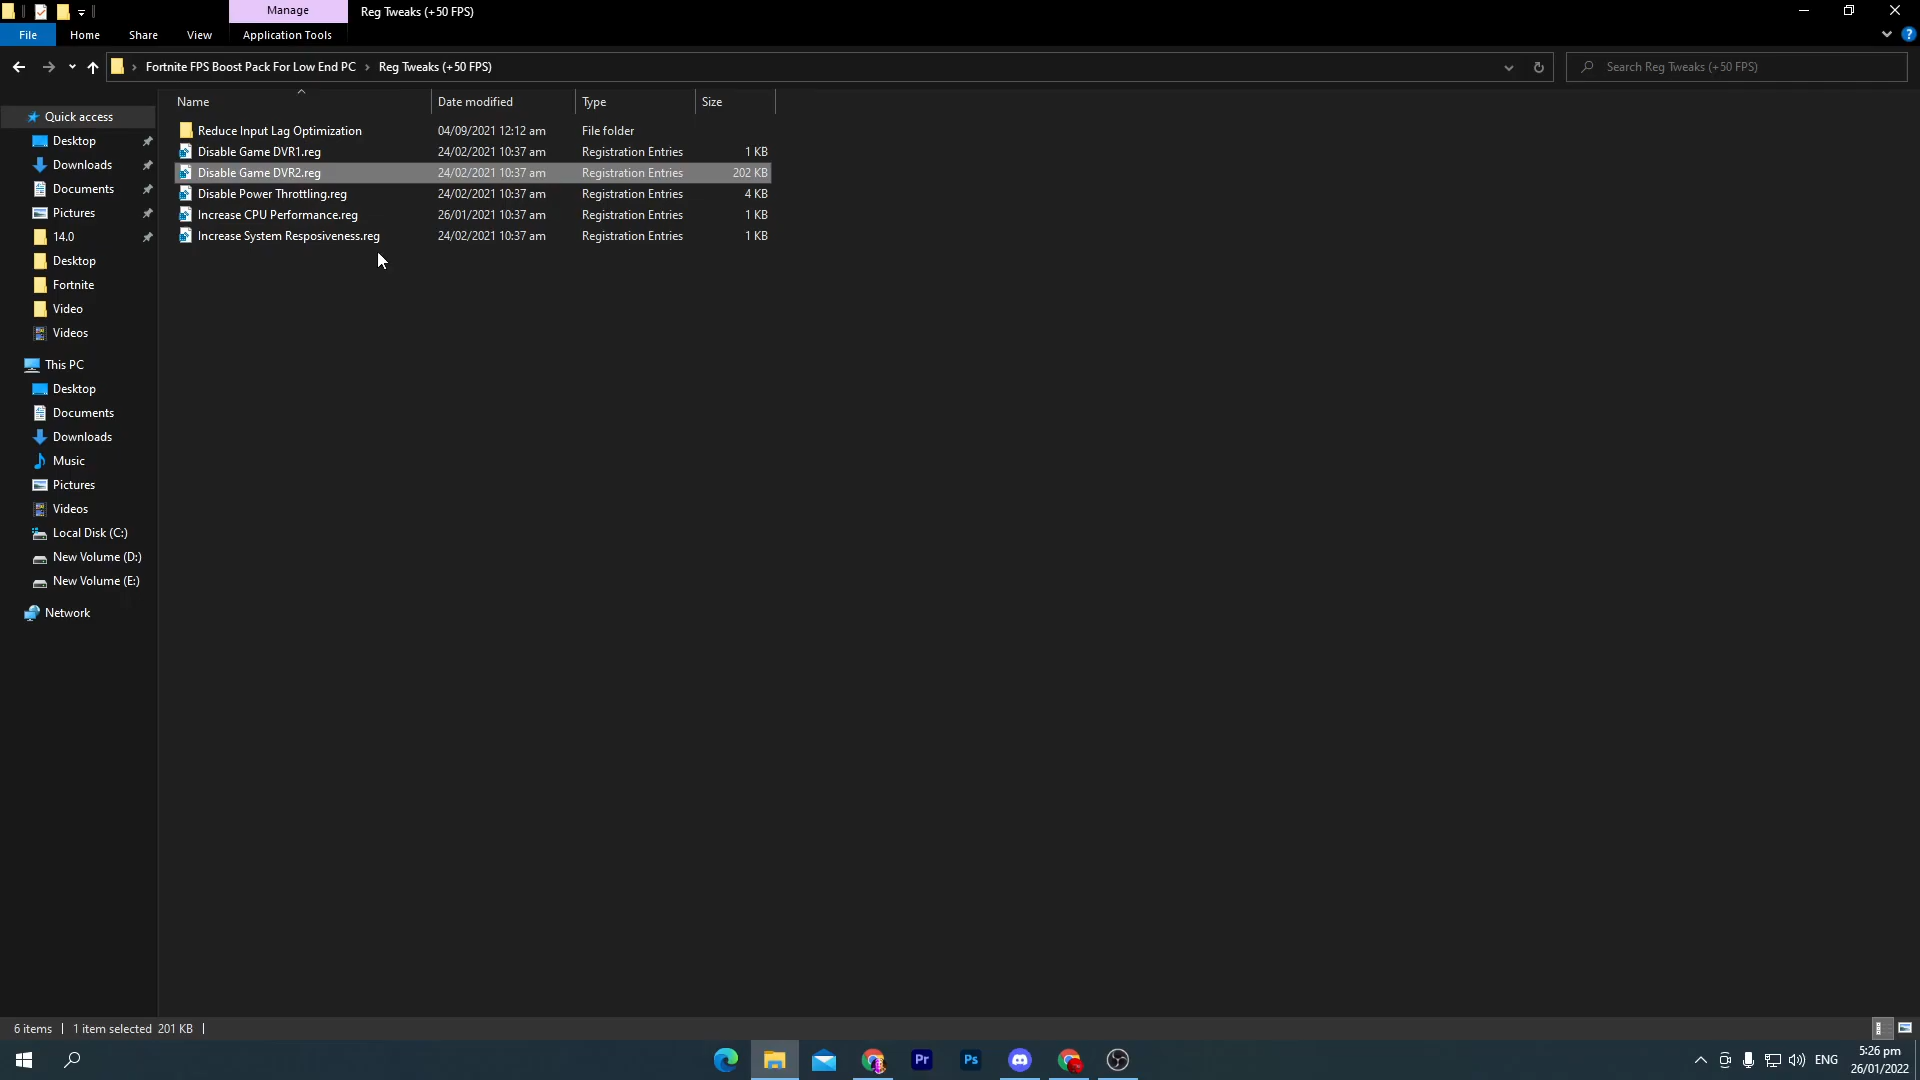 Manage
Reg Tweaks (+50 FPS)
File Home Share View Application Tools
Fortnite FPS Boost Pack For Low End PC Reg Tweaks (+50 FPS)
Search Reg Tweaks (+50 FPS)
Name Date modified Type Size
Reduce Input Lag Optimization 04/09/2021 12:12 am File folder
Disable Game DVR1.reg 24/02/2021 10:37 am Registration Entries 1 KB
Disable Game DVR2.reg 24/02/2021 10:37 am Registration Entries 202 KB
Disable Power Throttling.reg 24/02/2021 10:37 am Registration Entries 4 KB
Increase CPU Performance.reg 26/01/2021 10:37 am Registration Entries 1 KB
Increase System Resposiveness.reg 24/02/2021 10:37 am Registration Entries 1 KB
Quick access
Desktop
Downloads
Documents
Pictures
14.0
Desktop
Fortnite
Video
Videos
This PC
Desktop
Documents
Downloads
Music
Pictures
Videos
Local Disk (C:)
New Volume (D:)
New Volume (E:)
Network
6 items 1 item selected 201 KB
Pr
Ps
ENG
5:26 pm
26/01/2022